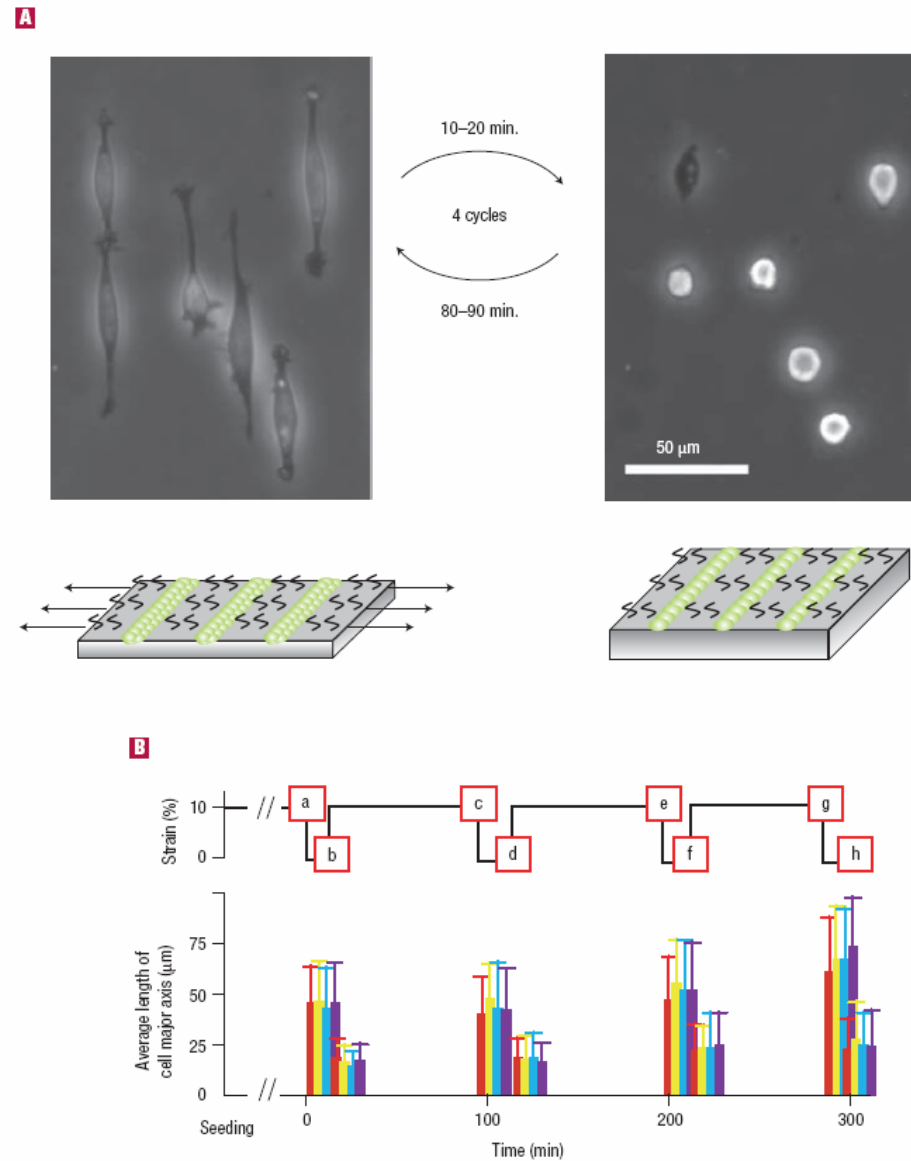 A
10–20 min.
4 cycles
80–90 min.
50 μm
B
Strain (%)
10
0
a
b
c
d
e
f
g
h
Average length of
cell major axis (μm)
75
50
25
0
Seeding
0
100
200
300
Time (min)